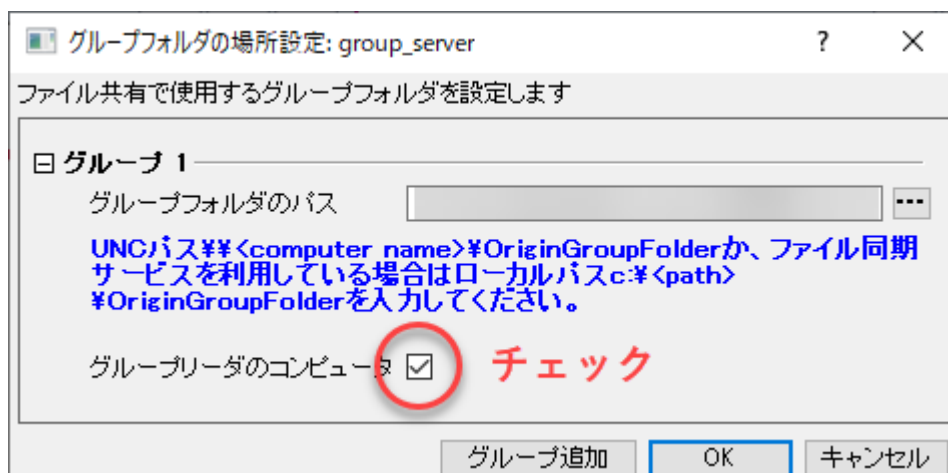 グループフォルダの場所設定: group_server
ファイル共有で使用するグループフォルダを設定します
グループ 1
グループフォルダのパス
UNCパス¥¥<computer name>¥OriginGroupFolderか、ファイル同期
サービスを利用している場合はローカルパスc:¥<path>
¥OriginGroupFolderを入力してください。
グループリーダのコンピュータ チェック
グループ追加 OK キャンセル